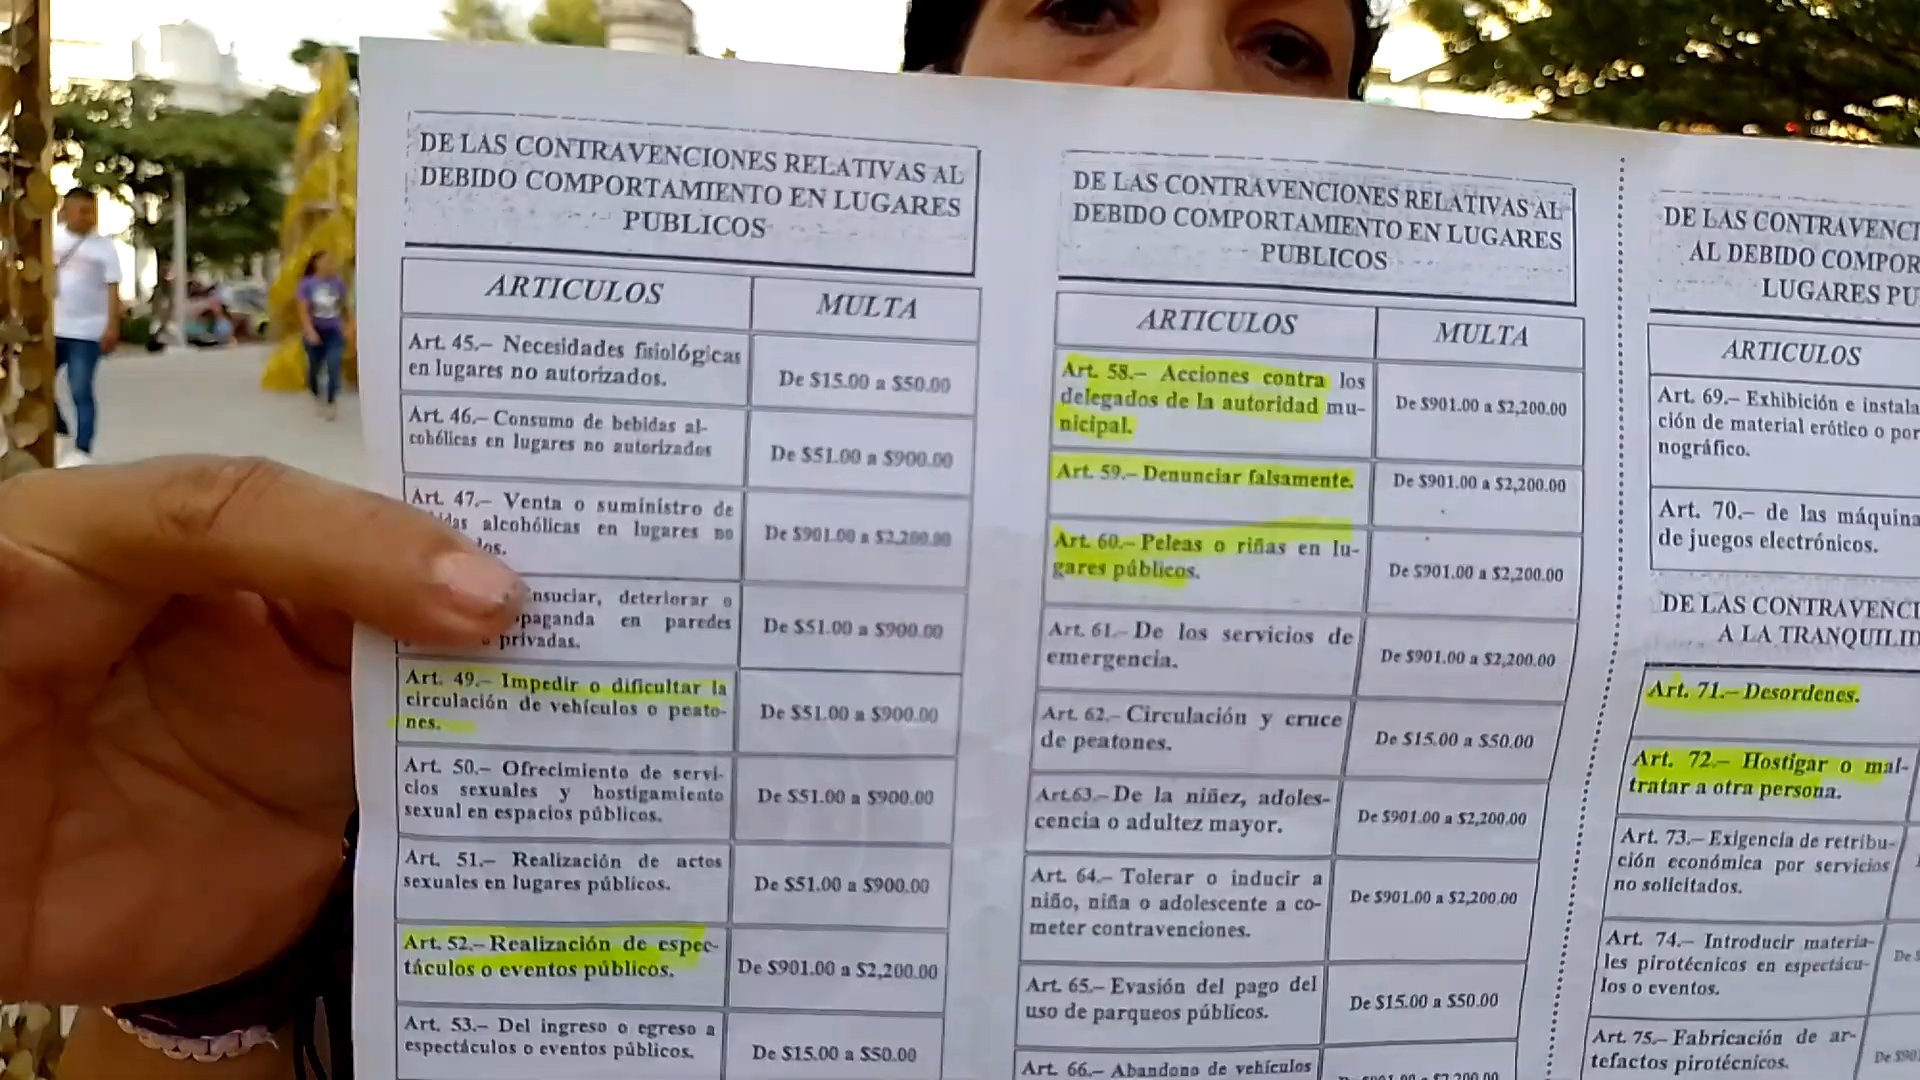 DE LAS CONTRAVENCIONES RELATIVAS AL
DEBIDO COMPORTAMIENTO EN LUGARES
PUBLICOS
ARTICULOS
MULTA
Art. 45.– Necesidades fisiológicas
en lugares no autorizados.
De $15.00 a $50.00
Art. 46.– Consumo de bebidas al-
cohólicas en lugares no autorizados
De $51.00 a $900.00
Art. 47.– Venta o suministro de
alcohólicas en lugares no
De $901.00 a $2,200.00
nsuciar, deteriorar o
paganda en paredes
privadas.
De $51.00 a $900.00
Art. 49.– Impedir o dificultar la
circulación de vehículos o peato-
nes.
De $51.00 a $900.00
Art. 50.– Ofrecimiento de servi-
cios sexuales y hostigamiento
sexual en espacios públicos.
De $51.00 a $900.00
Art. 51.– Realización de actos
sexuales en lugares públicos.
De $51.00 a $900.00
Art. 52.– Realización de espec-
táculos o eventos públicos.
De $901.00 a $2,200.00
Art. 53.– Del ingreso o egreso a
espectáculos o eventos públicos.
De $15.00 a $50.00
DE LAS CONTRAVENCIONES RELATIVAS AL
DEBIDO COMPORTAMIENTO EN LUGARES
PUBLICOS
ARTICULOS
MULTA
Art. 58.– Acciones contra los
delegados de la autoridad mu-
nicipal.
De $901.00 a $2,200.00
Art. 59.– Denunciar falsamente.
De $901.00 a $2,200.00
Art. 60.– Peleas o riñas en lu-
gares públicos.
De $901.00 a $2,200.00
Art. 61.– De los servicios de
emergencia.
De $901.00 a $2,200.00
Art. 62.– Circulación y cruce
de peatones.
De $15.00 a $50.00
Art.63.– De la niñez, adoles-
cencia o adultez mayor.
De $901.00 a $2,200.00
Art. 64.– Tolerar o inducir a
niño, niña o adolescente a co-
meter contravenciones.
De $901.00 a $2,200.00
Art. 65.– Evasión del pago del
uso de parqueos públicos.
De $15.00 a $50.00
Art. 66.– Abandono de vehículos
DE LAS CONTRAVENCI
AL DEBIDO COMPOR
LUGARES PU
ARTICULOS
Art. 69.– Exhibición e instala
ción de material erótico o por
nográfico.
Art. 70.– de las máquina
de juegos electrónicos.
DE LAS CONTRAVENCI
A LA TRANQUILID
Art. 71.– Desordenes.
Art. 72.– Hostigar o mal-
tratar a otra persona.
Art. 73.– Exigencia de retribu-
ción económica por servicios
no solicitados.
Art. 74.– Introducir materia-
les pirotécnicos en espectácu-
los o eventos.
De $
Art. 75.– Fabricación de ar-
tefactos pirotécnicos.
De $90